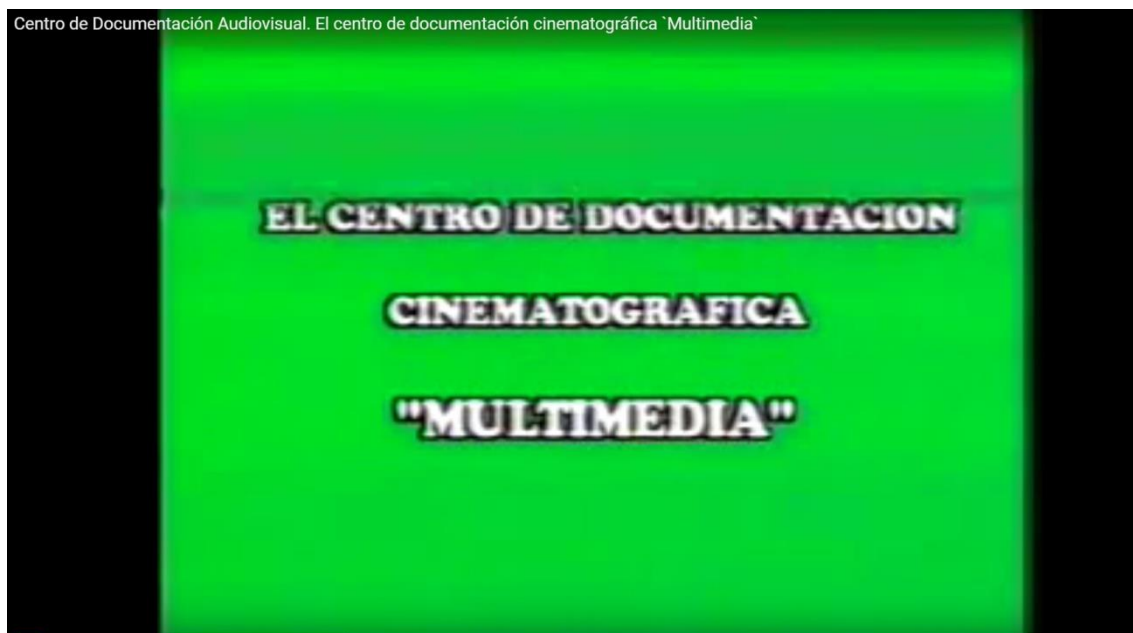 Centro de Documentación Audiovisual. El centro de documentación cinematográfica `Multimedia`
EL CENTRO DE DOCUMENTACION
CINEMATOGRAFICA
"MULTIMEDIA"